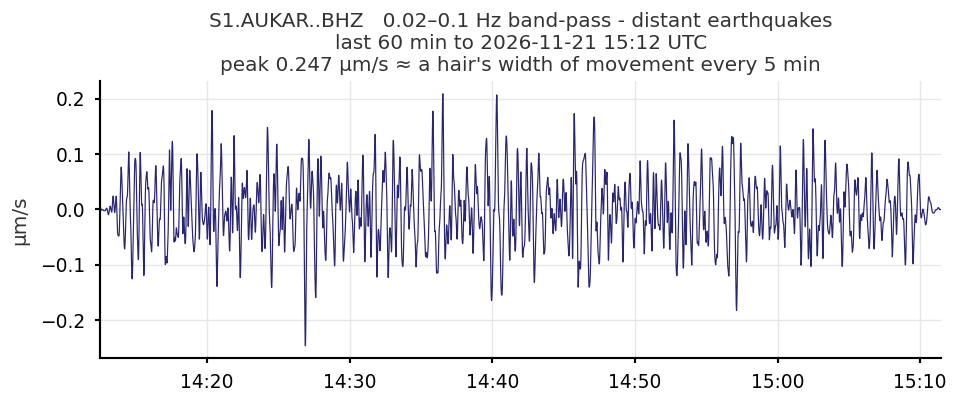 S1.AUKAR..BHZ   0.02–0.1 Hz band-pass - distant earthquakes
last 60 min to 2026-11-21 15:12 UTC
peak 0.247 µm/s ≈ a hair's width of movement every 5 min
0.2
0.1
0.0
−0.1
−0.2
µm/s
14:20 14:30 14:40 14:50 15:00 15:10